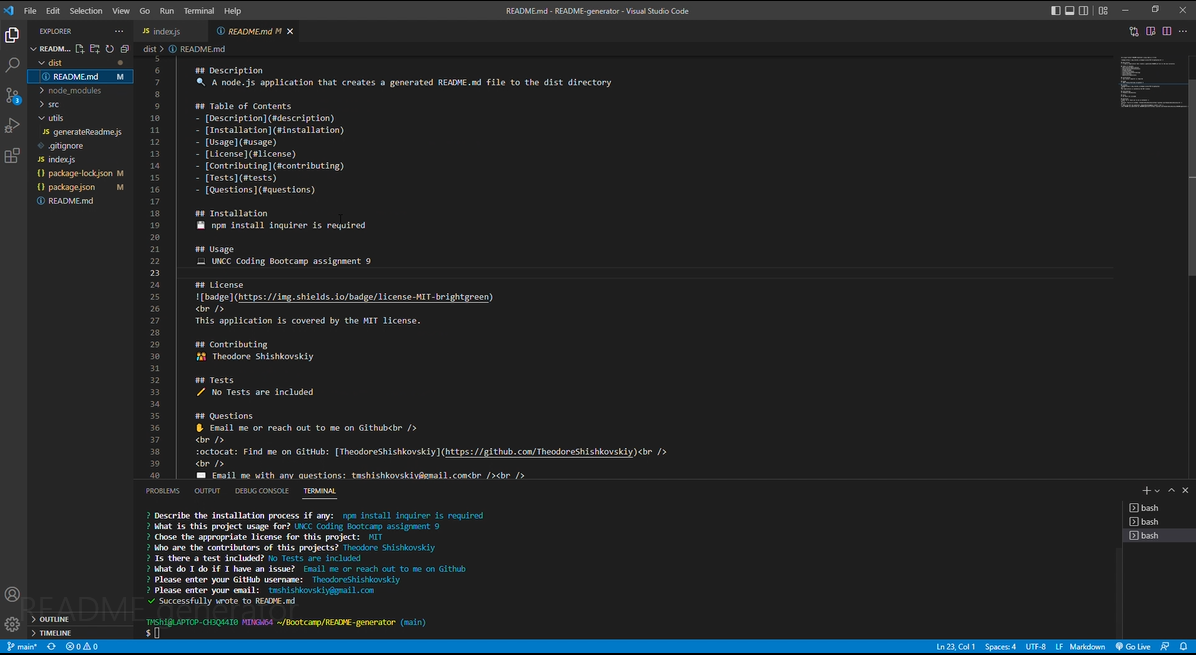 File Edit Selection View Go Run Terminal Help README.md - README-generator - Visual Studio Code
EXPLORER
READM...
dist
README.md M
node_modules
src
utils
JS generateReadme.js
.gitignore
JS index.js
{} package-lock.json M
{} package.json M
README.md
OUTLINE
TIMELINE
3
JS index.js README.md M
dist > README.md
5
6 ## Description
7 🔍 A node.js application that creates a generated README.md file to the dist directory
8
9 ## Table of Contents
10 - [Description](#description)
11 - [Installation](#installation)
12 - [Usage](#usage)
13 - [License](#license)
14 - [Contributing](#contributing)
15 - [Tests](#tests)
16 - [Questions](#questions)
17
18 ## Installation
19 💾 npm install inquirer is required
20
21 ## Usage
22 💻 UNCC Coding Bootcamp assignment 9
23
24 ## License
25 ![badge](https://img.shields.io/badge/license-MIT-brightgreen)
26 <br />
27 This application is covered by the MIT license.
28
29 ## Contributing
30 👪 Theodore Shishkovskiy
31
32 ## Tests
33 ✏️ No Tests are included
34
35 ## Questions
36 ✋ Email me or reach out to me on Github<br />
37 <br />
38 :octocat: Find me on GitHub: [TheodoreShishkovskiy](https://github.com/TheodoreShishkovskiy)<br />
39 <br />
40 ✉️ Email me with any questions: tmshishkovskiy@gmail.com<br /><br />
PROBLEMS OUTPUT DEBUG CONSOLE TERMINAL
? Describe the installation process if any: npm install inquirer is required
? What is this project usage for? UNCC Coding Bootcamp assignment 9
? Chose the appropriate license for this project: MIT
? Who are the contributors of this projects? Theodore Shishkovskiy
? Is there a test included? No Tests are included
? What do I do if I have an issue? Email me or reach out to me on Github
? Please enter your GitHub username: TheodoreShishkovskiy
? Please enter your email: tmshishkovskiy@gmail.com
✓ Successfully wrote to README.md
TMShi@LAPTOP-CH3Q44I0 MINGW64 ~/Bootcamp/README-generator (main)
$
bash
bash
bash
README generator
main* 0 0 Ln 23, Col 1 Spaces: 4 UTF-8 LF Markdown Go Live